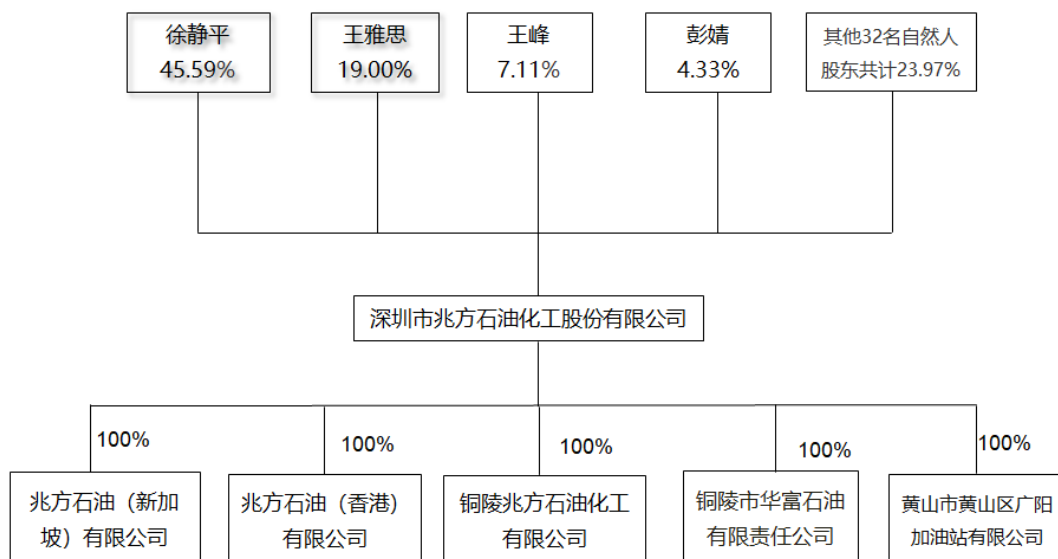 徐静平
45.59%
王雅思
19.00%
王峰
7.11%
彭婧
4.33%
其他32名自然人
股东共计23.97%
深圳市兆方石油化工股份有限公司
100%
100%
100%
100%
100%
兆方石油（新加
坡）有限公司
兆方石油（香港）
有限公司
铜陵兆方石油化工
有限公司
铜陵市华富石油
有限责任公司
黄山市黄山区广阳
加油站有限公司